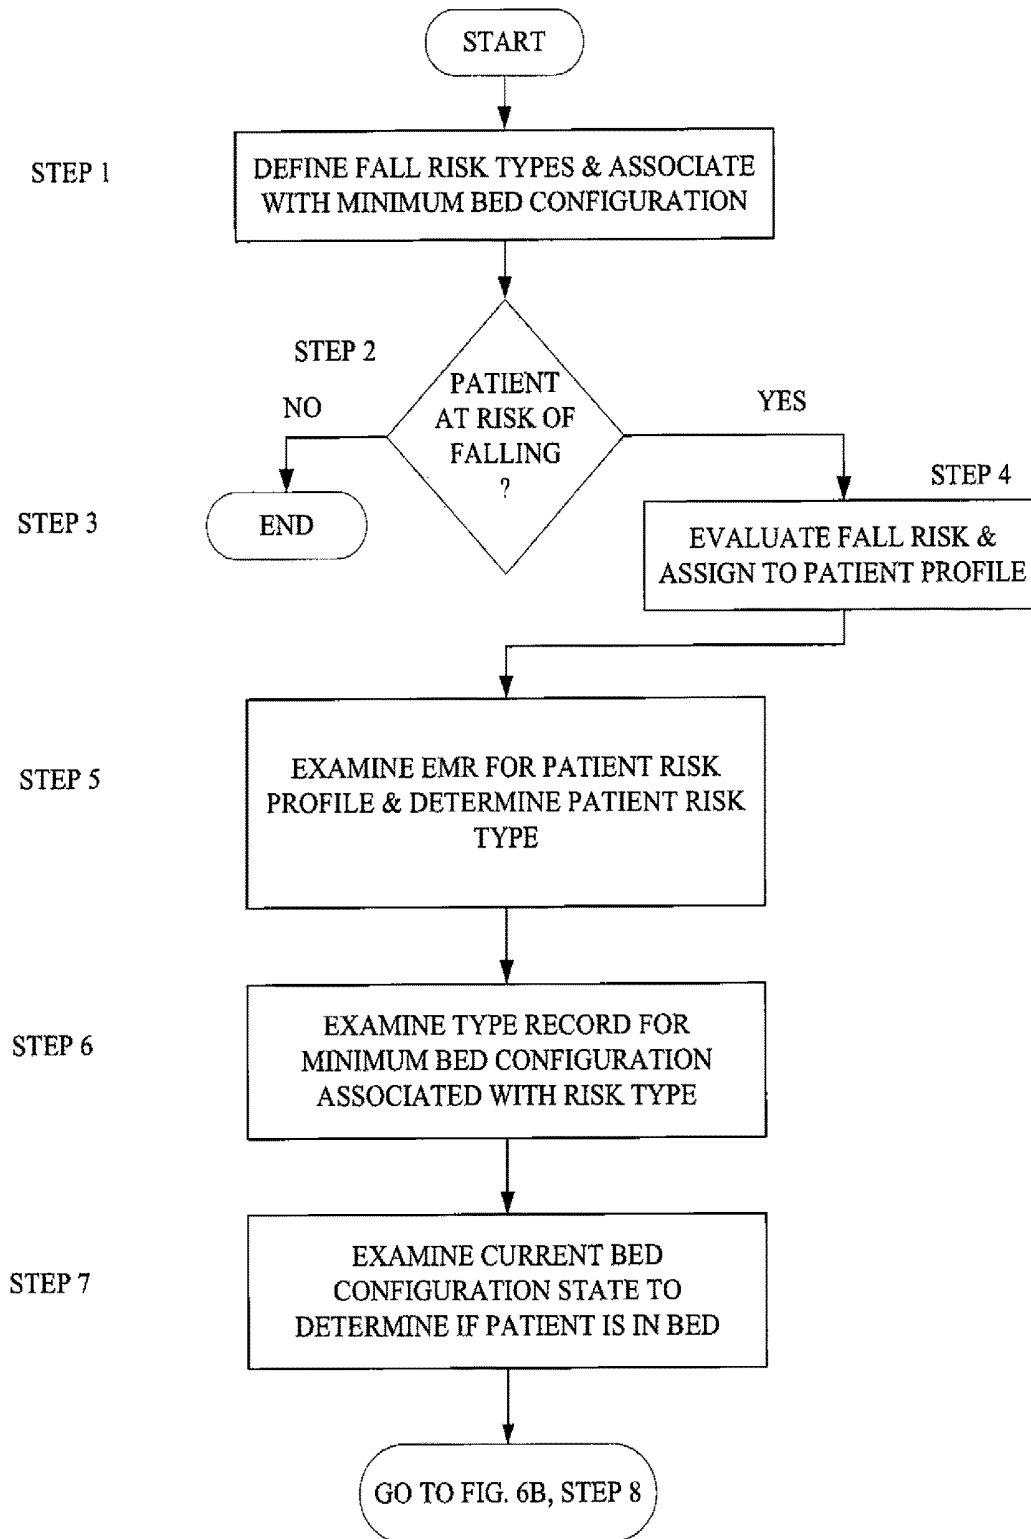 START
STEP 1
DEFINE FALL RISK TYPES & ASSOCIATE
WITH MINIMUM BED CONFIGURATION
STEP 2
PATIENT
AT RISK OF
FALLING
?
NO
YES
STEP 3
END
STEP 4
EVALUATE FALL RISK &
ASSIGN TO PATIENT PROFILE
STEP 5
EXAMINE EMR FOR PATIENT RISK
PROFILE & DETERMINE PATIENT RISK
TYPE
STEP 6
EXAMINE TYPE RECORD FOR
MINIMUM BED CONFIGURATION
ASSOCIATED WITH RISK TYPE
STEP 7
EXAMINE CURRENT BED
CONFIGURATION STATE TO
DETERMINE IF PATIENT IS IN BED
GO TO FIG. 6B, STEP 8